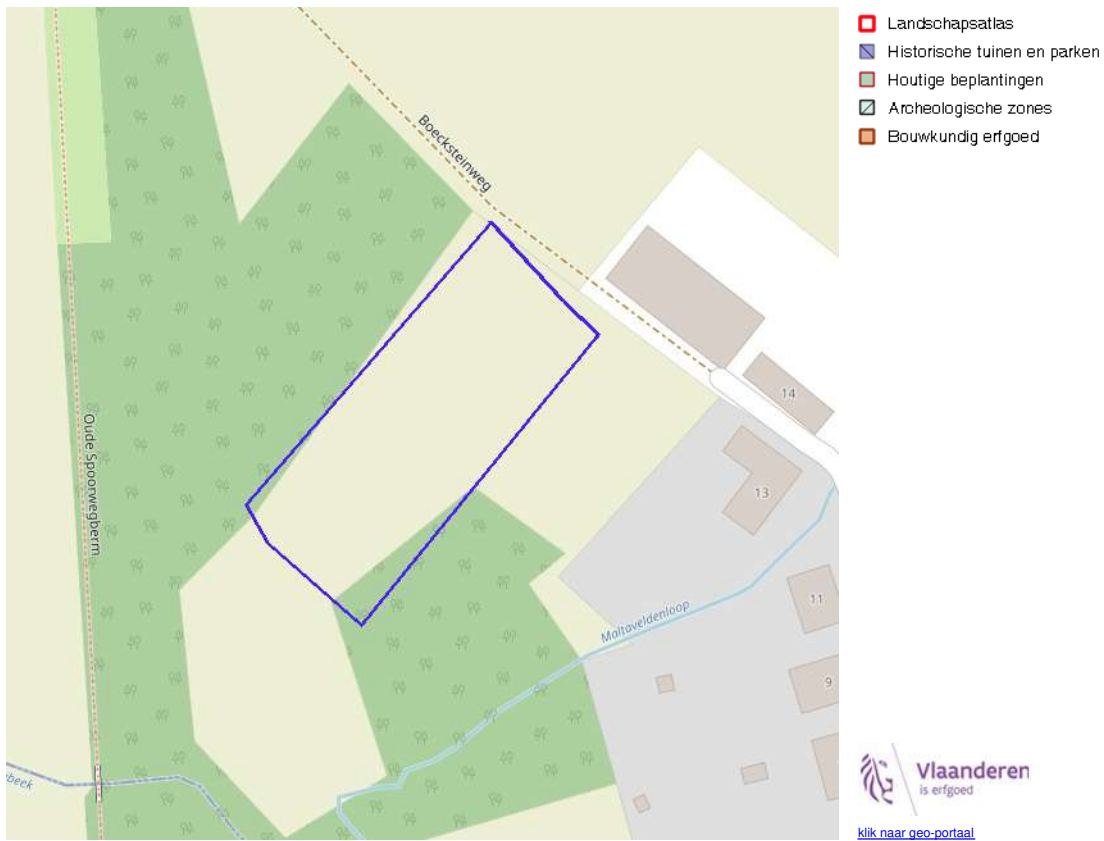 Boecksteinweg
Oude Spoorwegberm
Maltaveldenloop
14
13
11
9
beek
Landschapsatlas
Historische tuinen en parken
Houtige beplantingen
Archeologische zones
Bouwkundig erfgoed
Vlaanderen
is erfgoed
klik naar geo-portaal